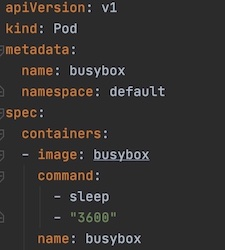 apiVersion: v1
kind: Pod
metadata:
  name: busybox
  namespace: default
spec:
  containers:
  - image: busybox
    command:
      - sleep
      - "3600"
    name: busybox